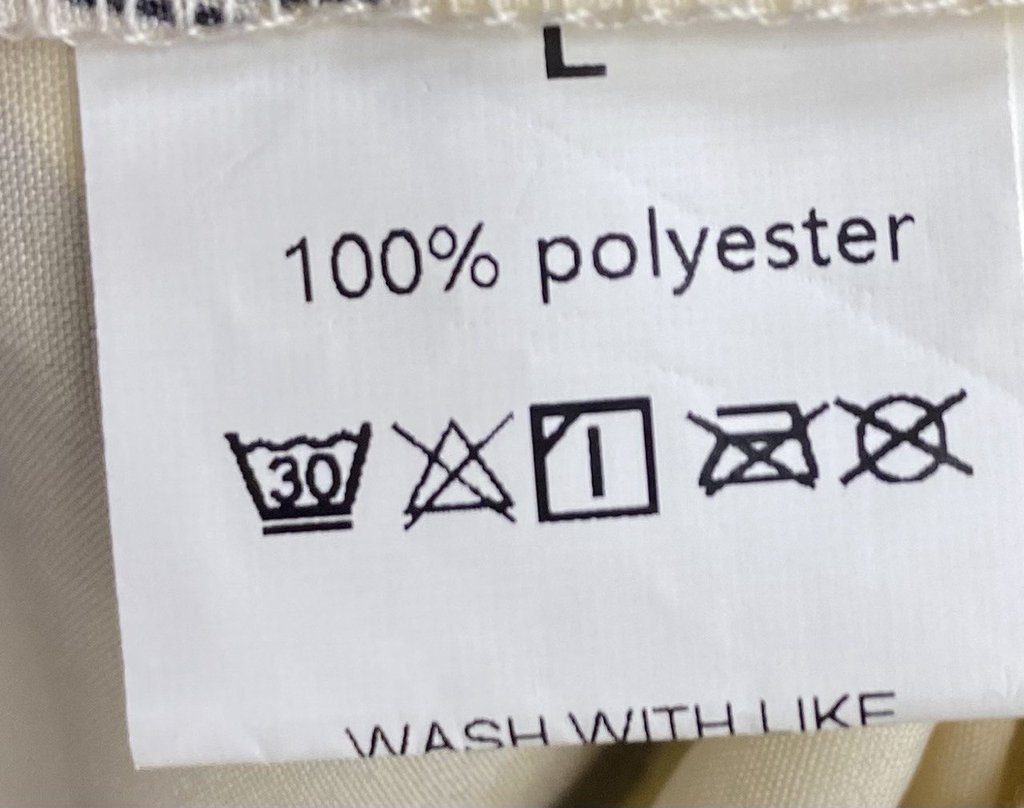 L
100% polyester
30
WASH WITH LIKE